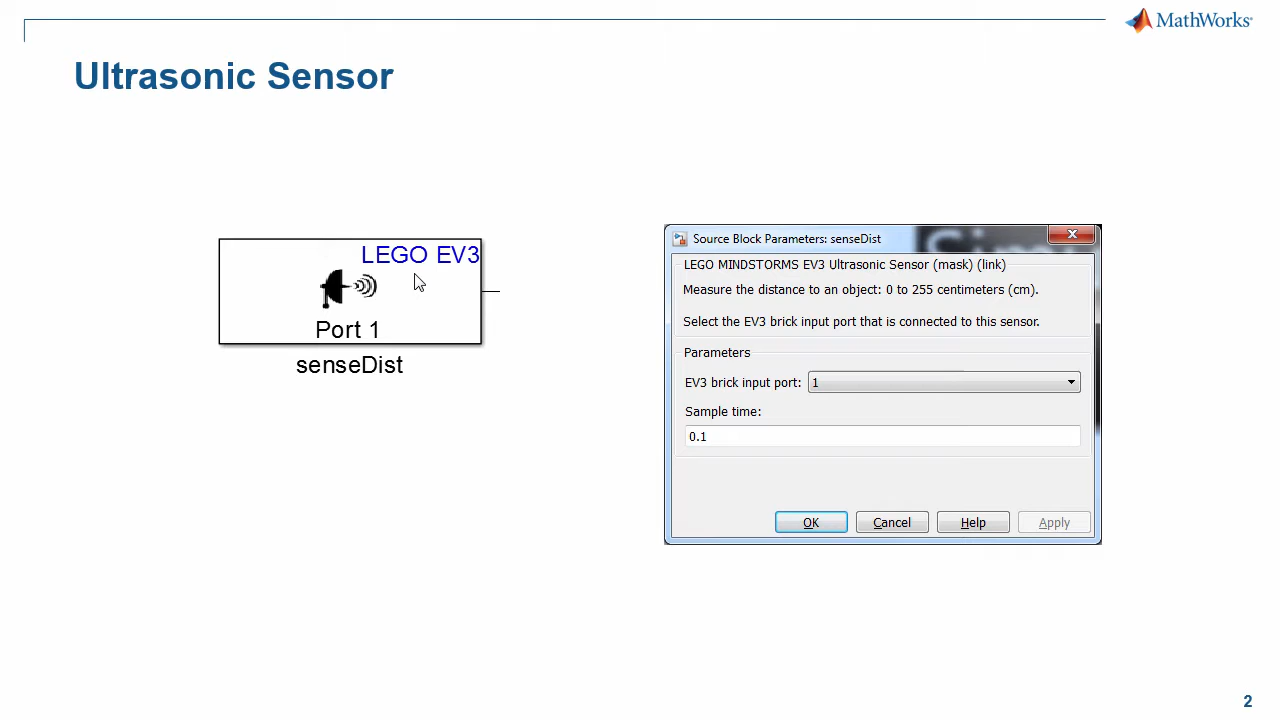 MathWorks®
Ultrasonic Sensor
LEGO EV3
Port 1
senseDist
Source Block Parameters: senseDist
LEGO MINDSTORMS EV3 Ultrasonic Sensor (mask) (link)
Measure the distance to an object: 0 to 255 centimeters (cm).
Select the EV3 brick input port that is connected to this sensor.
Parameters
EV3 brick input port: 1
Sample time:
0.1
OK Cancel Help Apply
2